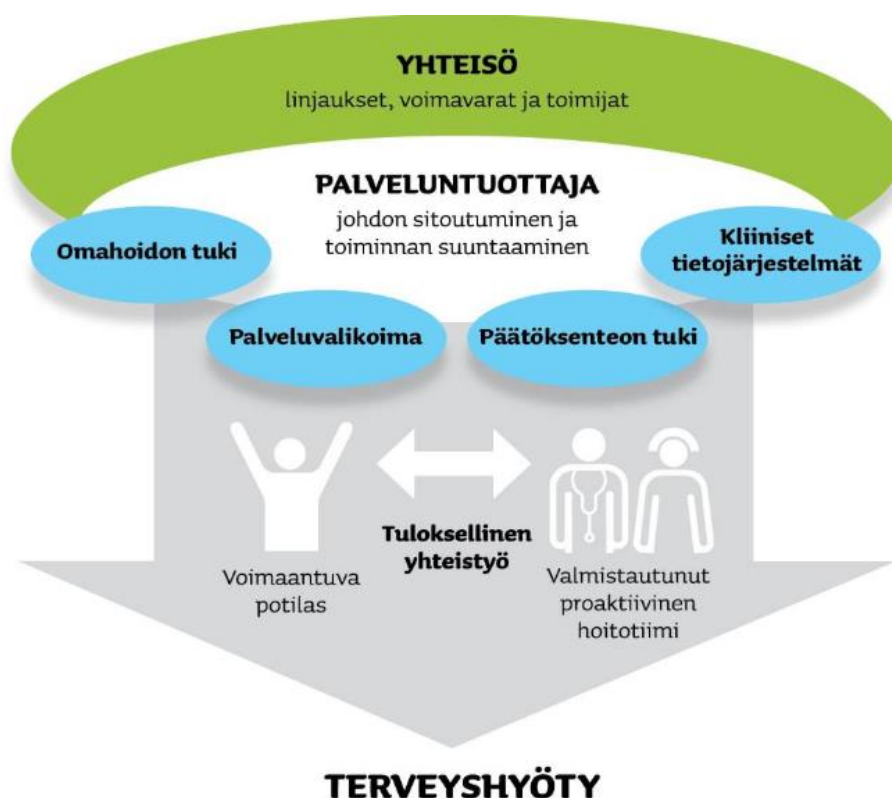 YHTEISÖ
linjaukset, voimavarat ja toimijat
PALVELUNTUOTTAJA
johdon sitoutuminen ja
toiminnan suuntaaminen
Omahoidon tuki
Kliiniset
tietojärjestelmät
Palveluvalikoima
Päätöksenteon tuki
Tuloksellinen
yhteistyö
Voimaantuva
potilas
Valmistautunut
proaktiivinen
hoitotiimi
TERVEYSHYÖTY